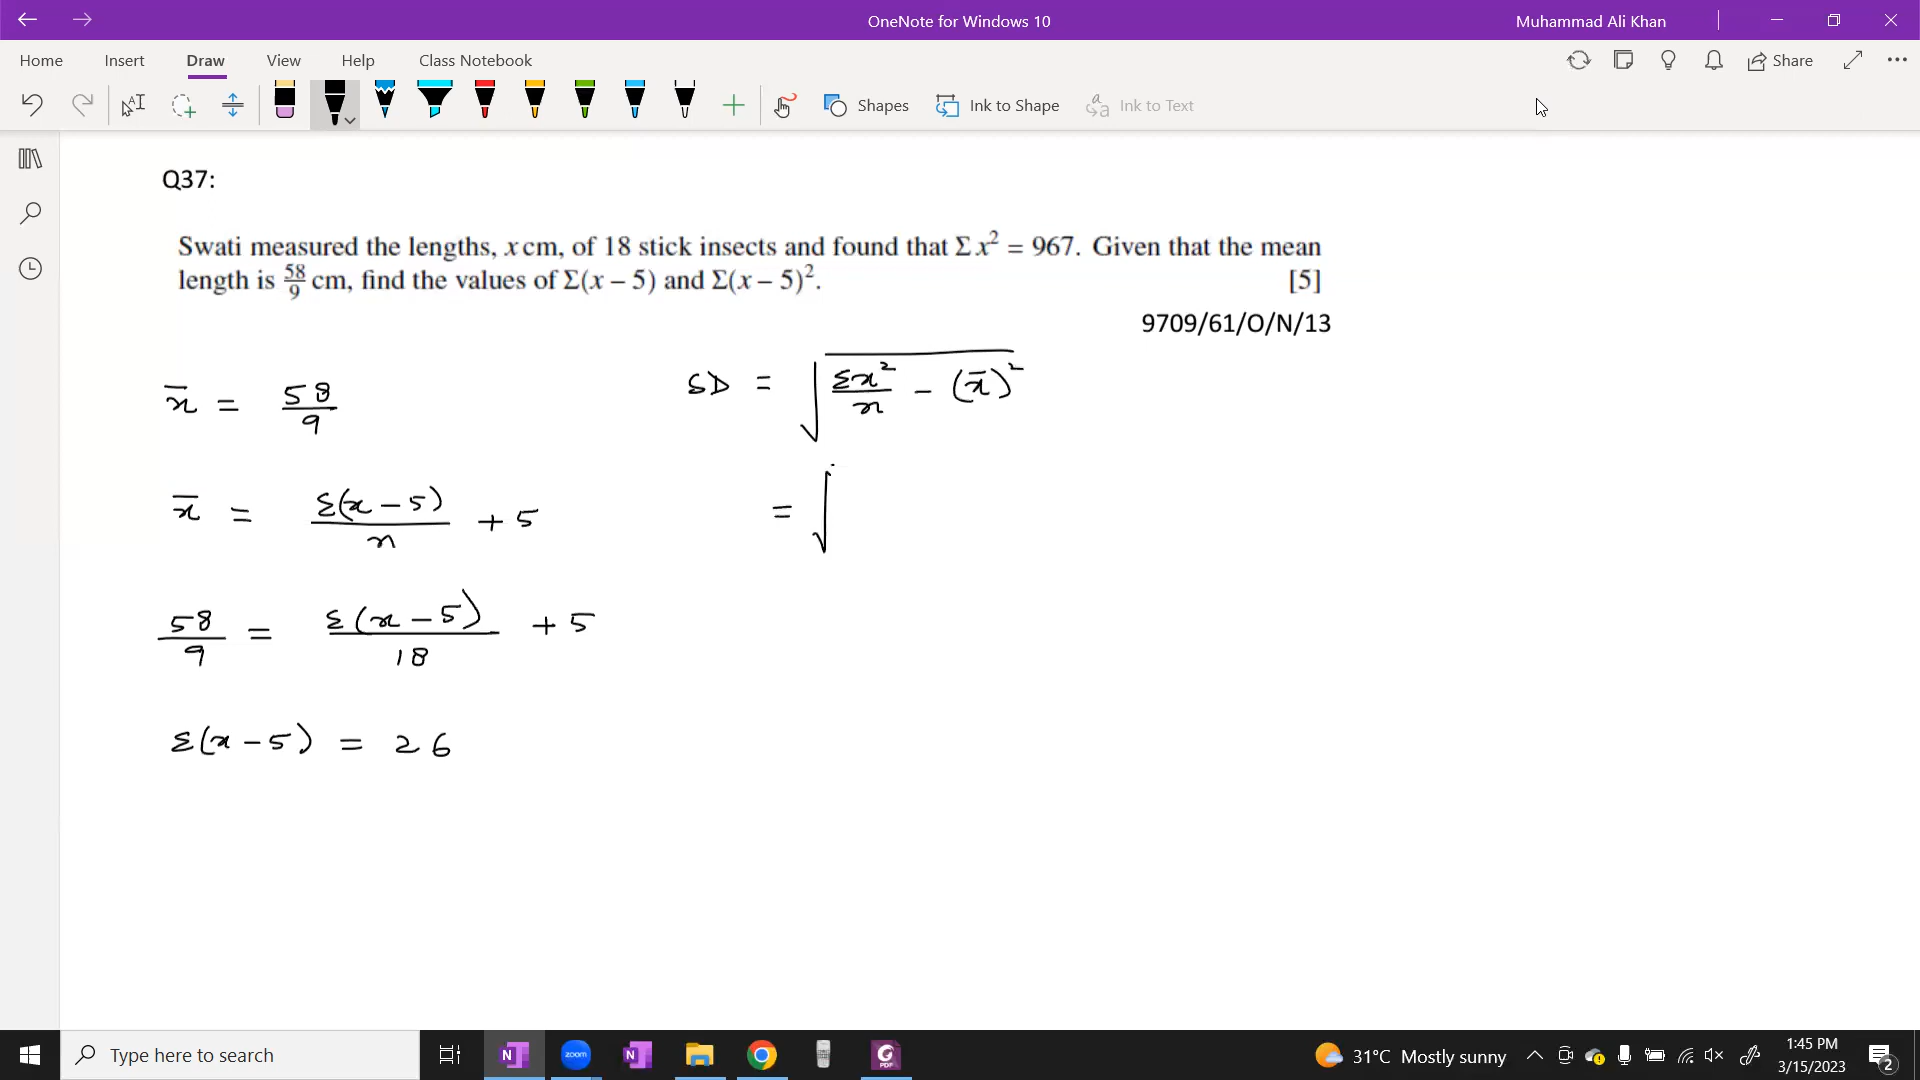 OneNote for Windows 10
Muhammad Ali Khan
Home Insert Draw View Help Class Notebook Share
Shapes Ink to Shape Ink to Text
Q37:
Swati measured the lengths, x cm, of 18 stick insects and found that Σx² = 967. Given that the mean
length is 58/9 cm, find the values of Σ(x – 5) and Σ(x – 5)². [5]
9709/61/O/N/13
x̄ = 58/9
SD = √(Σx²/n − (x̄)²)
x̄ = Σ(x − 5)/n + 5
= √
58/9 = Σ(x − 5)/18 + 5
Σ(x − 5) = 26
Type here to search
zoom
31°C Mostly sunny
1:45 PM
3/15/2023
2